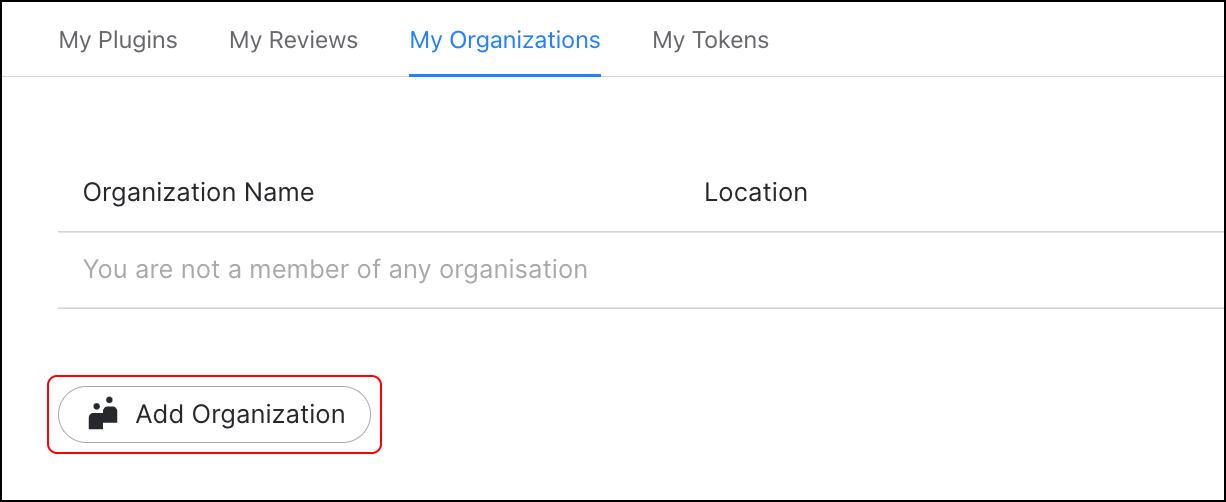 My Plugins My Reviews My Organizations My Tokens
Organization Name Location
You are not a member of any organisation
Add Organization